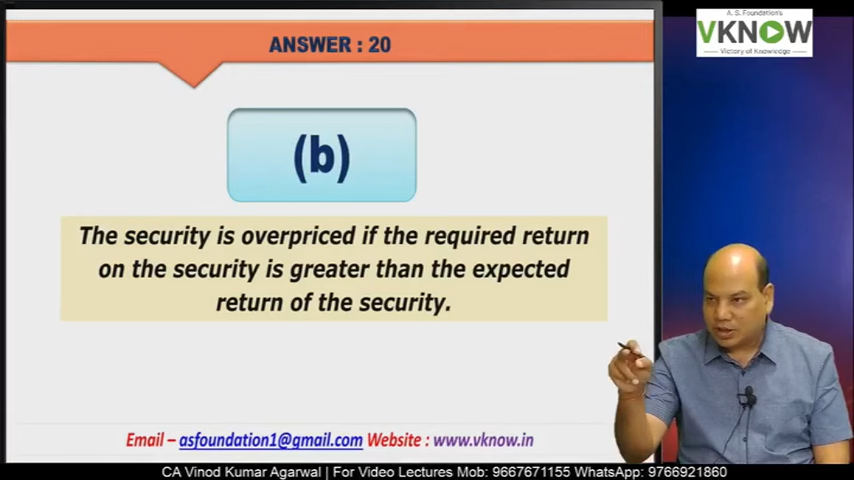 ANSWER : 20
A. S. Foundation's
VKNOW
Victory of Knowledge
(b)
The security is overpriced if the required return
on the security is greater than the expected
return of the security.
Email – asfoundation1@gmail.com Website : www.vknow.in
CA Vinod Kumar Agarwal | For Video Lectures Mob: 9667671155 WhatsApp: 9766921860